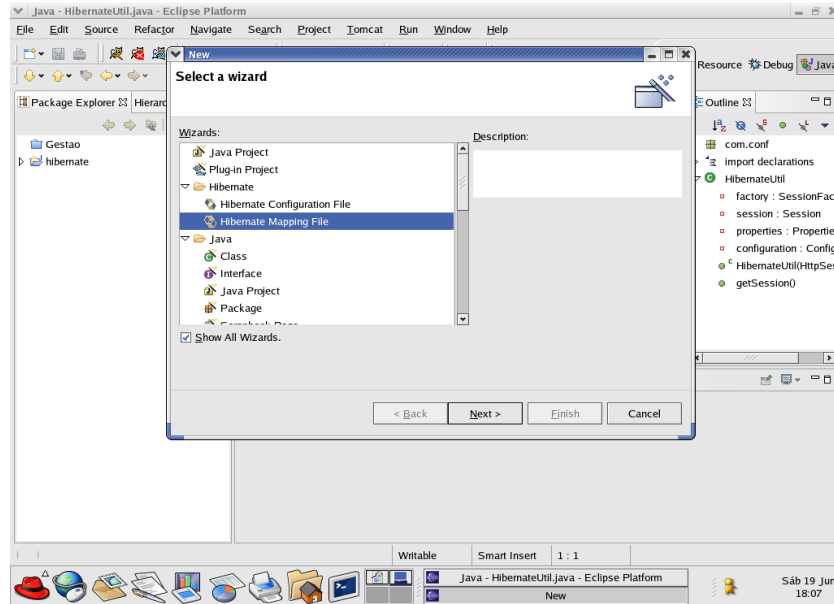 Java - HibernateUtil.java - Eclipse Platform
File Edit Source Refactor Navigate Search Project Tomcat Run Window Help
New
Resource Debug Java
Select a wizard
Package Explorer Hierarc
Outline
Wizards:
Description:
Gestao
hibernate
Java Project
Plug-in Project
Hibernate
Hibernate Configuration File
Hibernate Mapping File
Java
Class
Interface
Java Project
Package
Scrapbook Page
Show All Wizards.
com.conf
import declarations
HibernateUtil
factory : SessionFac
session : Session
properties : Propertie
configuration : Config
HibernateUtil(HttpSes
getSession()
< Back Next > Finish Cancel
Writable Smart Insert 1 : 1
Java - HibernateUtil.java - Eclipse Platform
New
Sáb 19 Jun
18:07